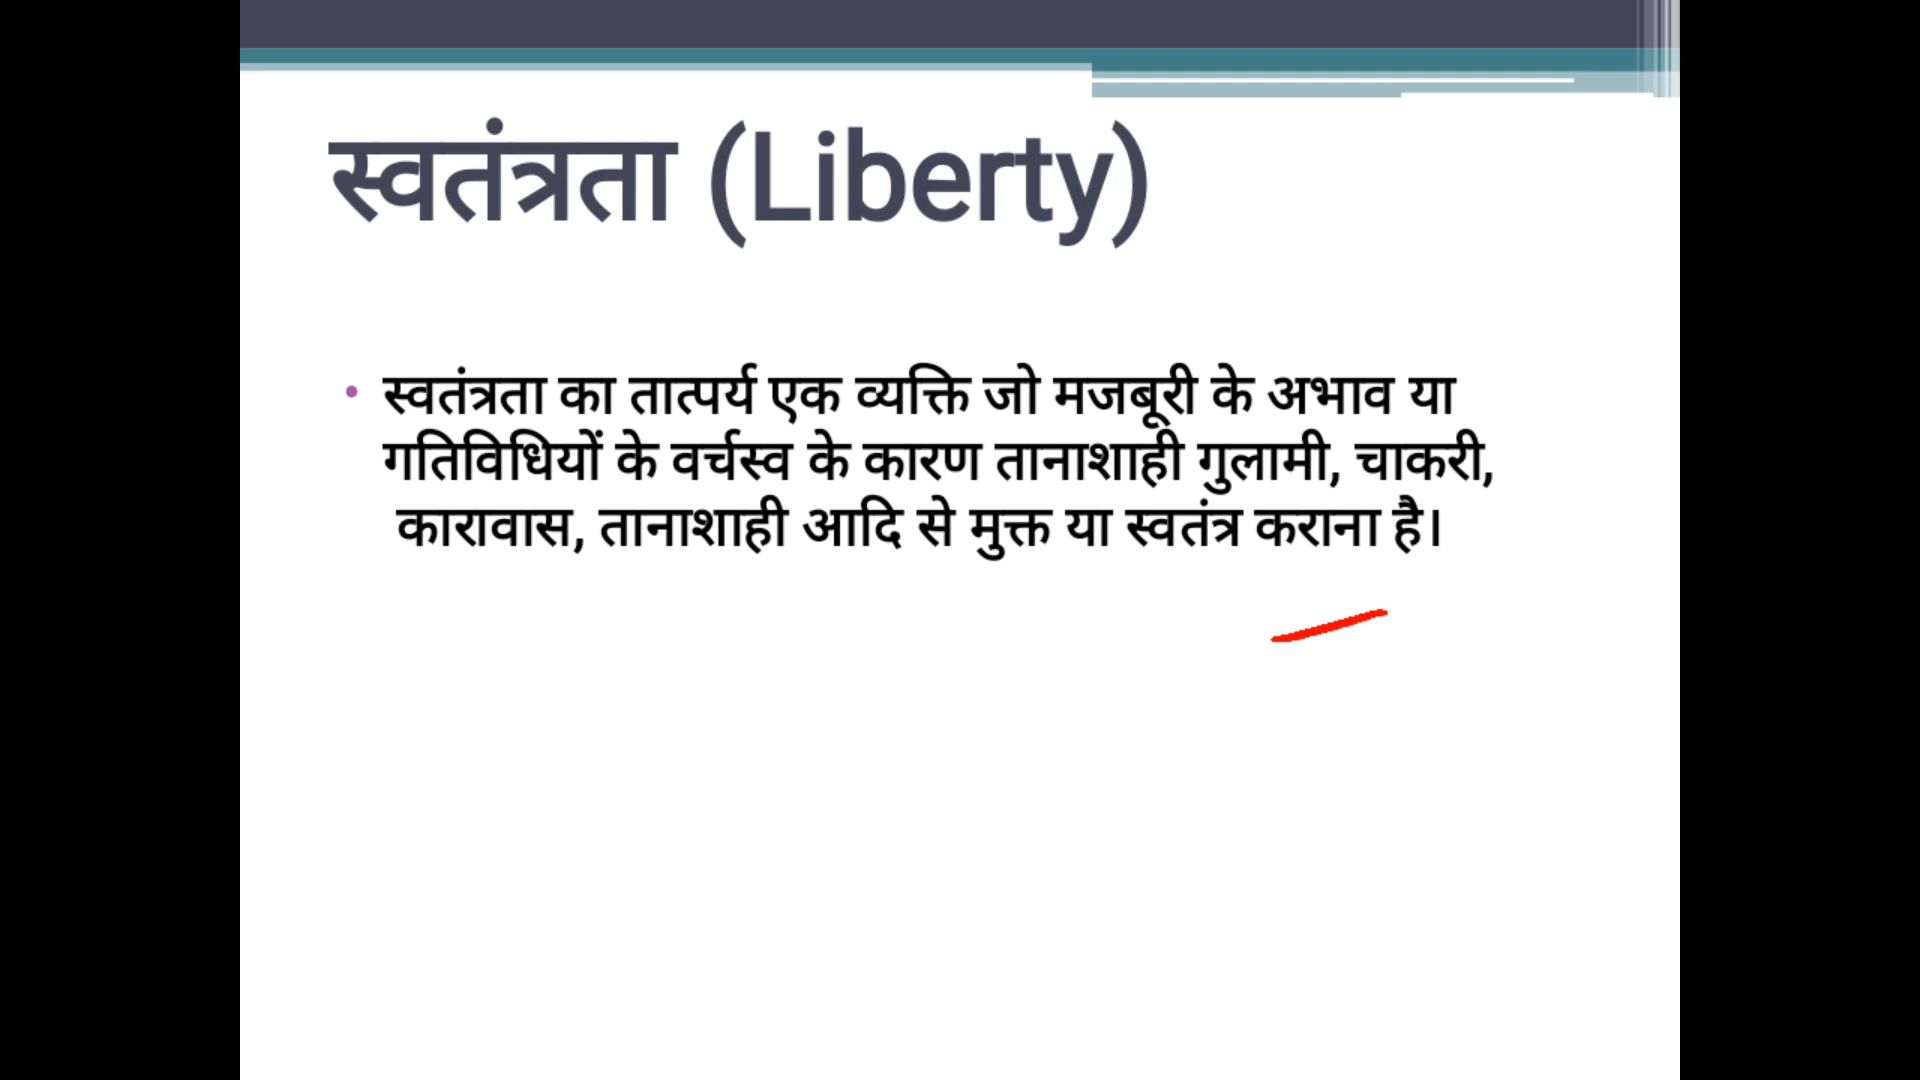 स्वतंत्रता (Liberty)
• स्वतंत्रता का तात्पर्य एक व्यक्ति जो मजबूरी के अभाव या
गतिविधियों के वर्चस्व के कारण तानाशाही गुलामी, चाकरी,
कारावास, तानाशाही आदि से मुक्त या स्वतंत्र कराना है।